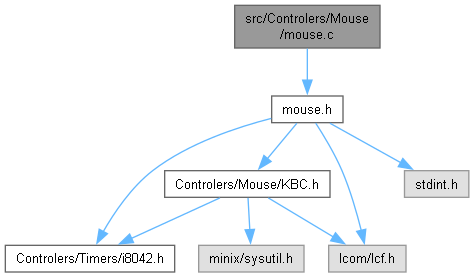 src/Controlers/Mouse
/mouse.c
mouse.h
Controlers/Mouse/KBC.h
stdint.h
Controlers/Timers/i8042.h
minix/sysutil.h
lcom/lcf.h